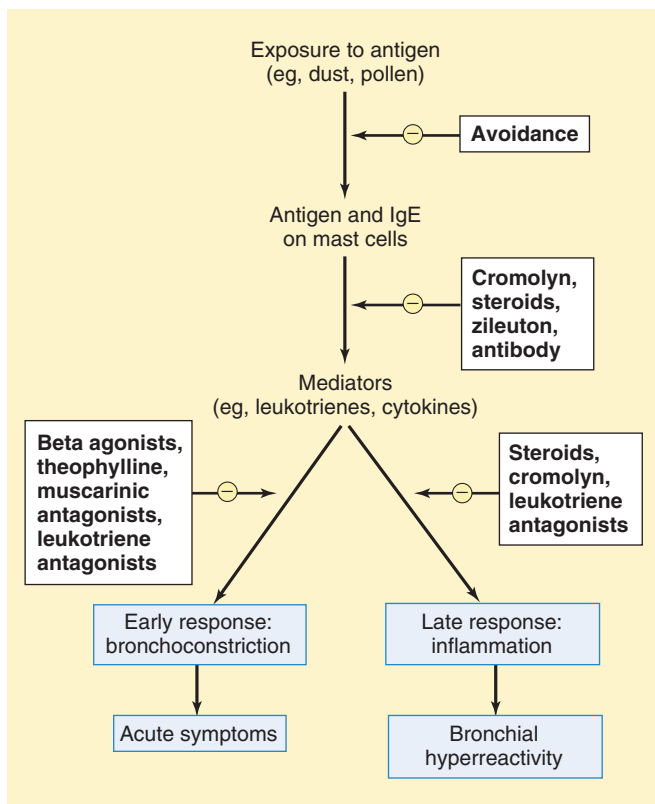 Exposure to antigen
(eg, dust, pollen)
−
Avoidance
Antigen and IgE
on mast cells
−
Cromolyn,
steroids,
zileuton,
antibody
Mediators
(eg, leukotrienes, cytokines)
Beta agonists,
theophylline,
muscarinic
antagonists,
leukotriene
antagonists
−
−
Steroids,
cromolyn,
leukotriene
antagonists
Early response:
bronchoconstriction
Late response:
inflammation
Acute symptoms
Bronchial
hyperreactivity